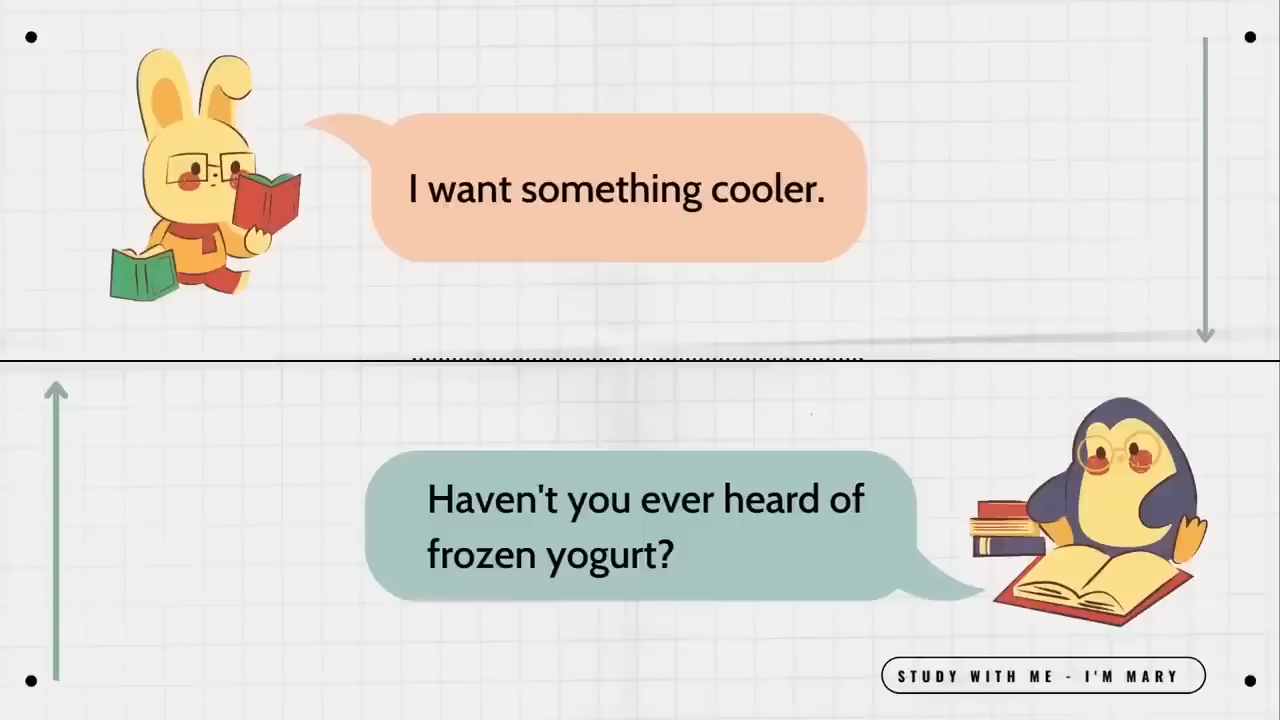 I want something cooler.
Haven't you ever heard of
frozen yogurt?
STUDY WITH ME - I'M MARY